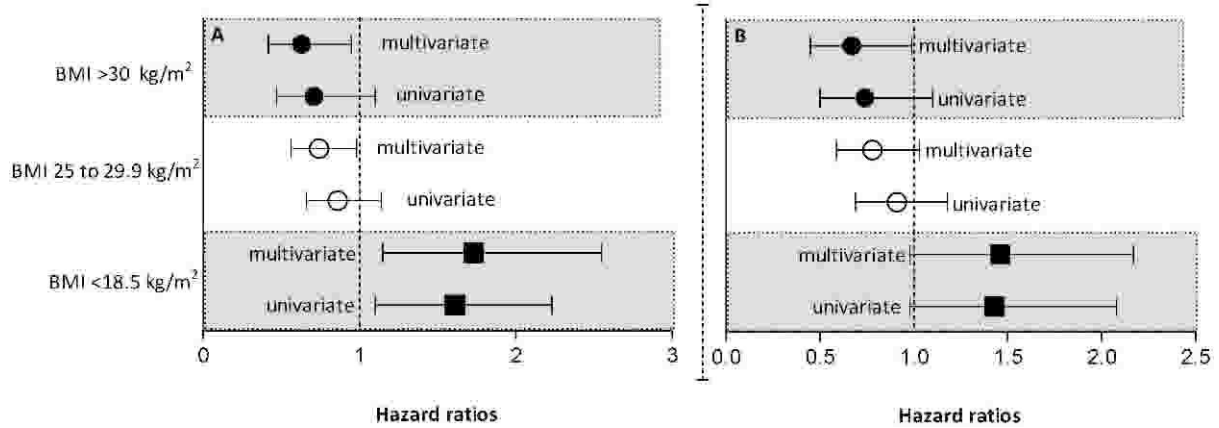 A
multivariate
BMI >30 kg/m²
univariate
multivariate
BMI 25 to 29.9 kg/m²
univariate
multivariate
BMI <18.5 kg/m²
univariate
0 1 2 3
Hazard ratios
B
multivariate
univariate
multivariate
univariate
multivariate
univariate
0.0 0.5 1.0 1.5 2.0 2.5
Hazard ratios